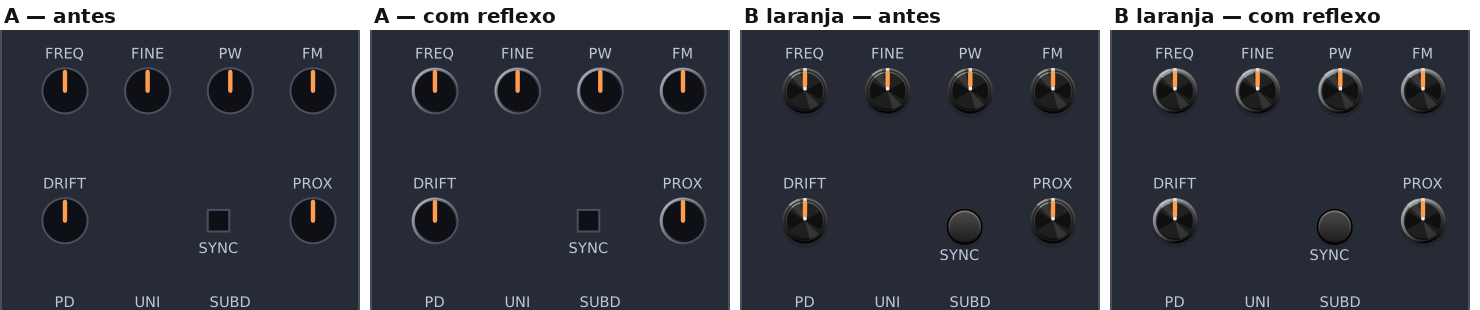 A — antes
FREQ FINE PW FM
DRIFT PROX
SYNC
PD UNI SUBD
A — com reflexo
FREQ FINE PW FM
DRIFT PROX
SYNC
PD UNI SUBD
B laranja — antes
FREQ FINE PW FM
DRIFT PROX
SYNC
PD UNI SUBD
B laranja — com reflexo
FREQ FINE PW FM
DRIFT PROX
SYNC
PD UNI SUBD